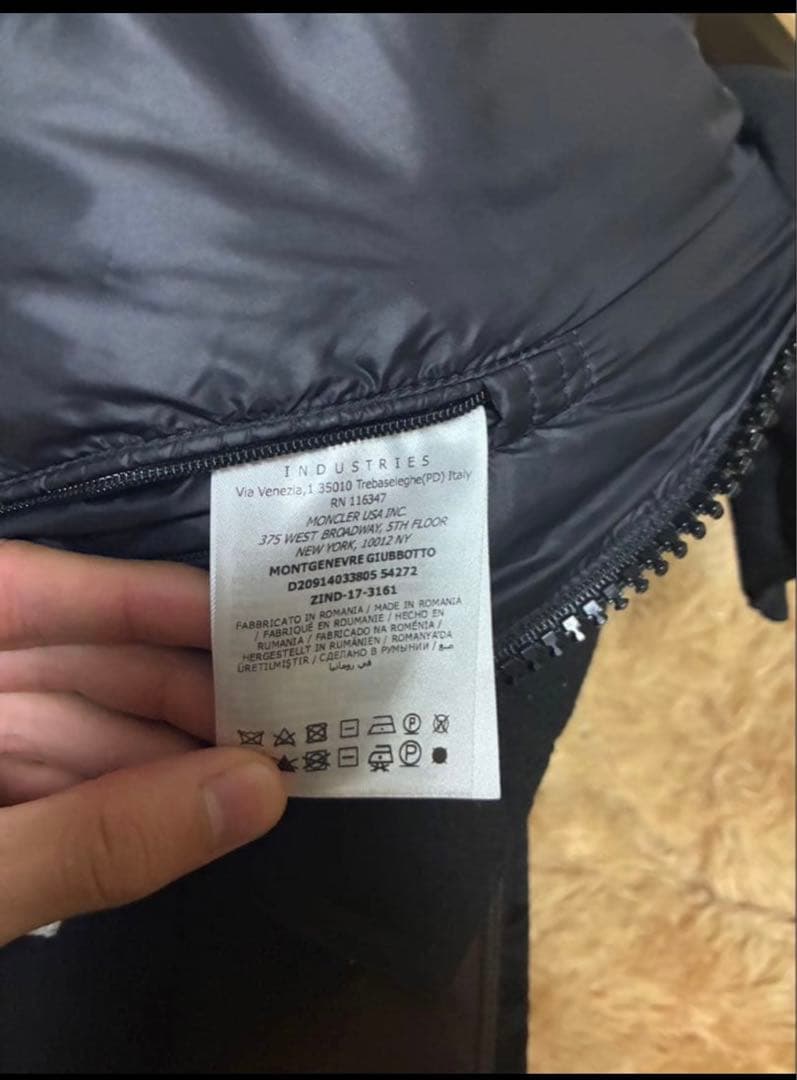 INDUSTRIES
Via Venezia,1 35010 Trebaseleghe(PD) Italy
RN 116347
MONCLER USA INC.
375 WEST BROADWAY, 5TH FLOOR
NEW YORK, 10012 NY
MONTGENEVRE GIUBBOTTO
D20914033805 54272
ZIND-17-3161
FABBRICATO IN ROMANIA / MADE IN ROMANIA
/ FABRIQUÉ EN ROUMANIE / HECHO EN
RUMANIA / FABRICADO NA ROMÉNIA /
HERGESTELLT IN RUMÄNIEN / ROMANYA'DA
ÜRETILMIŞTIR / СДЕЛАНО В РУМЫНИИ / صنع
في رومانيا
P
P